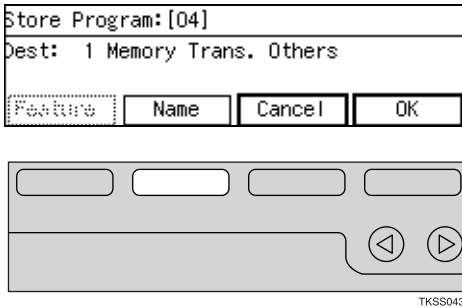 Store Program:[04]
Dest: 1 Memory Trans. Others
Feature Name Cancel OK
TKSS043